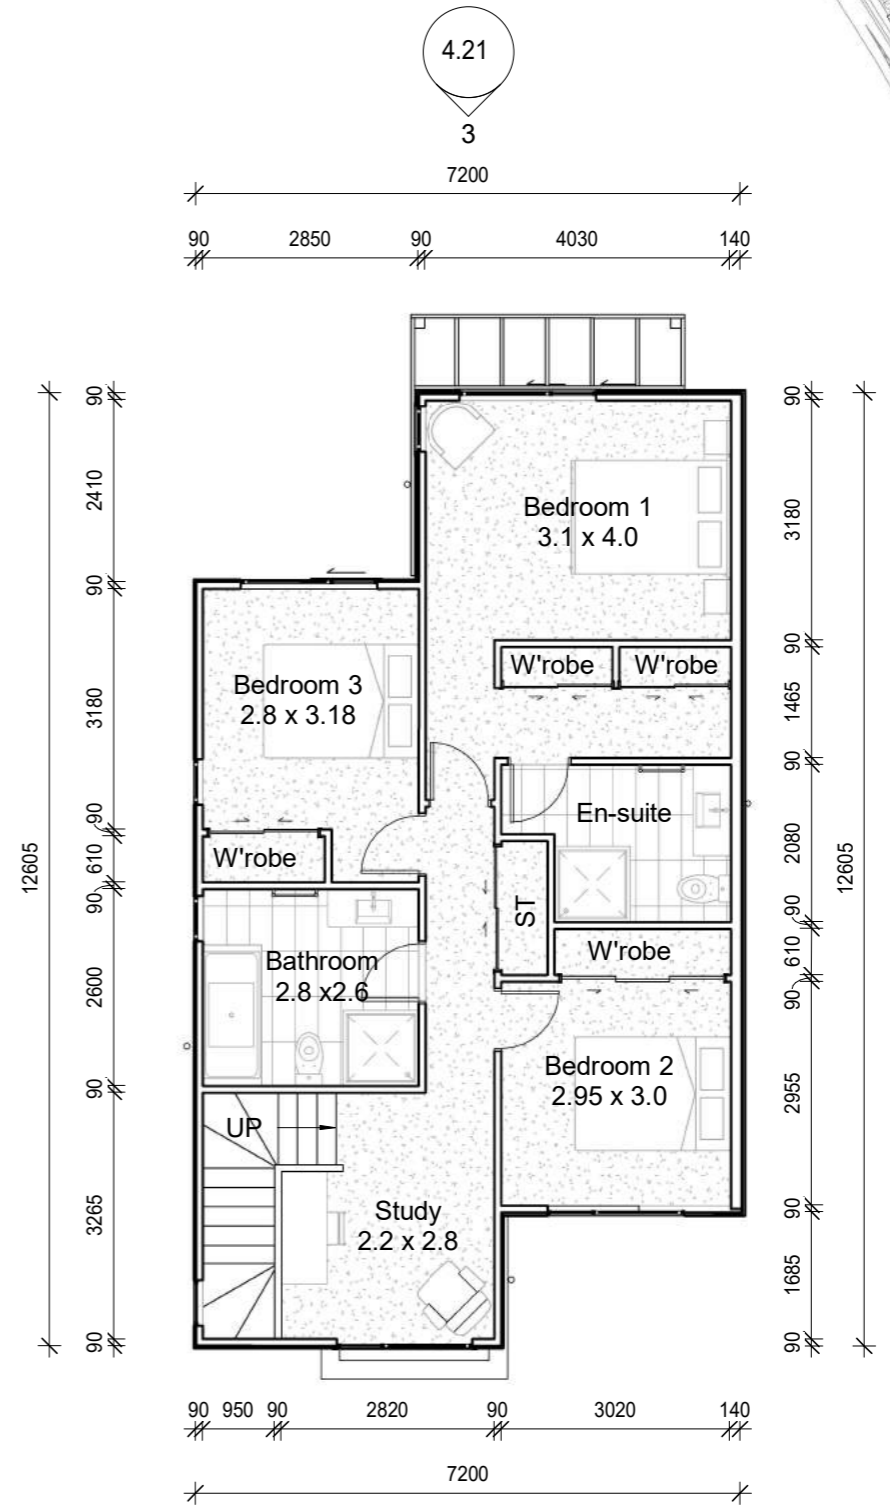 4.21
3
7200
90 2850 90 4030 140
90
2410
90
3180
90
610
90
2600
90
3265
90
12605
90
3180
90
1465
90
2080
90
610
90
2955
90
1685
90
12605
Bedroom 1
3.1 x 4.0
W'robe W'robe
Bedroom 3
2.8 x 3.18
En-suite
W'robe
ST
W'robe
Bathroom
2.8 x2.6
Bedroom 2
2.95 x 3.0
UP
Study
2.2 x 2.8
90 950 90 2820 90 3020 140
7200